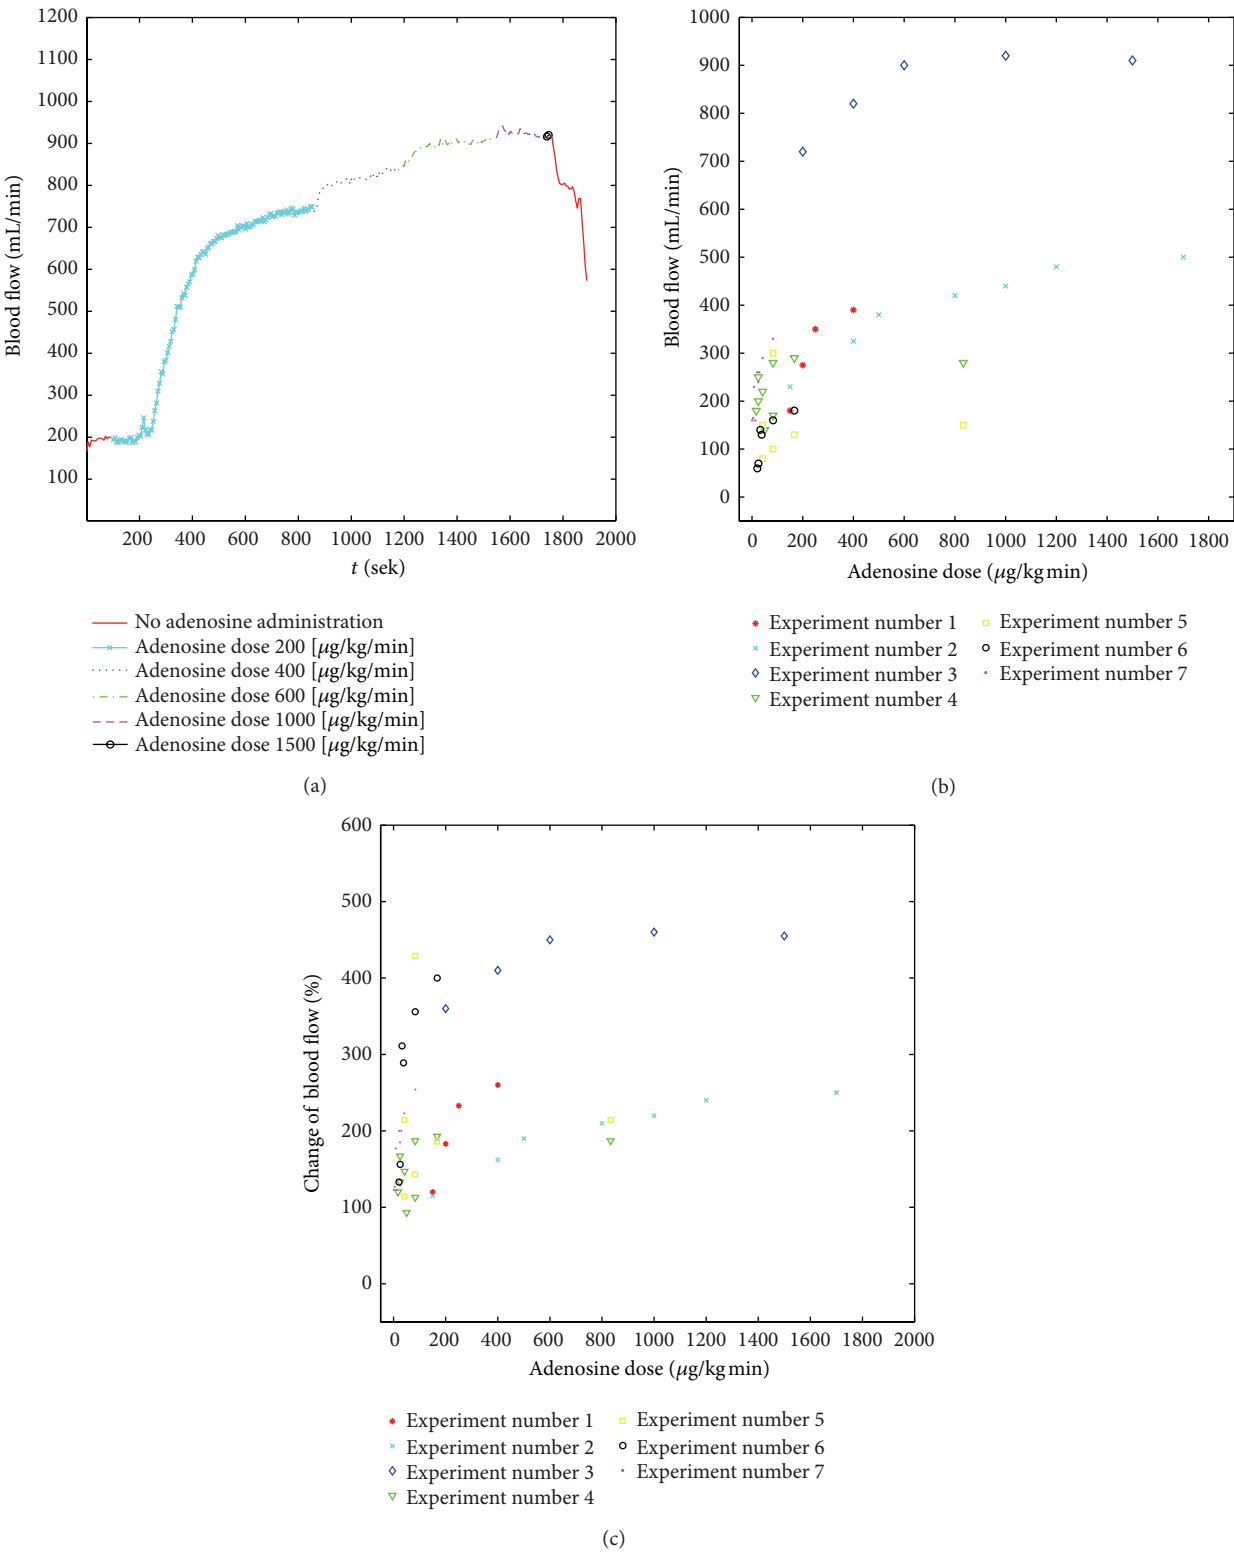 1200
1100
1000
900
800
700
600
500
400
300
200
100
Blood flow (mL/min)
200 400 600 800 1000 1200 1400 1600 1800 2000
t (sek)
No adenosine administration
Adenosine dose 200 [μg/kg/min]
Adenosine dose 400 [μg/kg/min]
Adenosine dose 600 [μg/kg/min]
Adenosine dose 1000 [μg/kg/min]
Adenosine dose 1500 [μg/kg/min]
(a)
1000
900
800
700
600
500
400
300
200
100
0
Blood flow (mL/min)
0 200 400 600 800 1000 1200 1400 1600 1800
Adenosine dose (μg/kg min)
Experiment number 1
Experiment number 2
Experiment number 3
Experiment number 4
Experiment number 5
Experiment number 6
Experiment number 7
(b)
600
500
400
300
200
100
0
Change of blood flow (%)
0 200 400 600 800 1000 1200 1400 1600 1800 2000
Adenosine dose (μg/kg min)
Experiment number 1
Experiment number 2
Experiment number 3
Experiment number 4
Experiment number 5
Experiment number 6
Experiment number 7
(c)